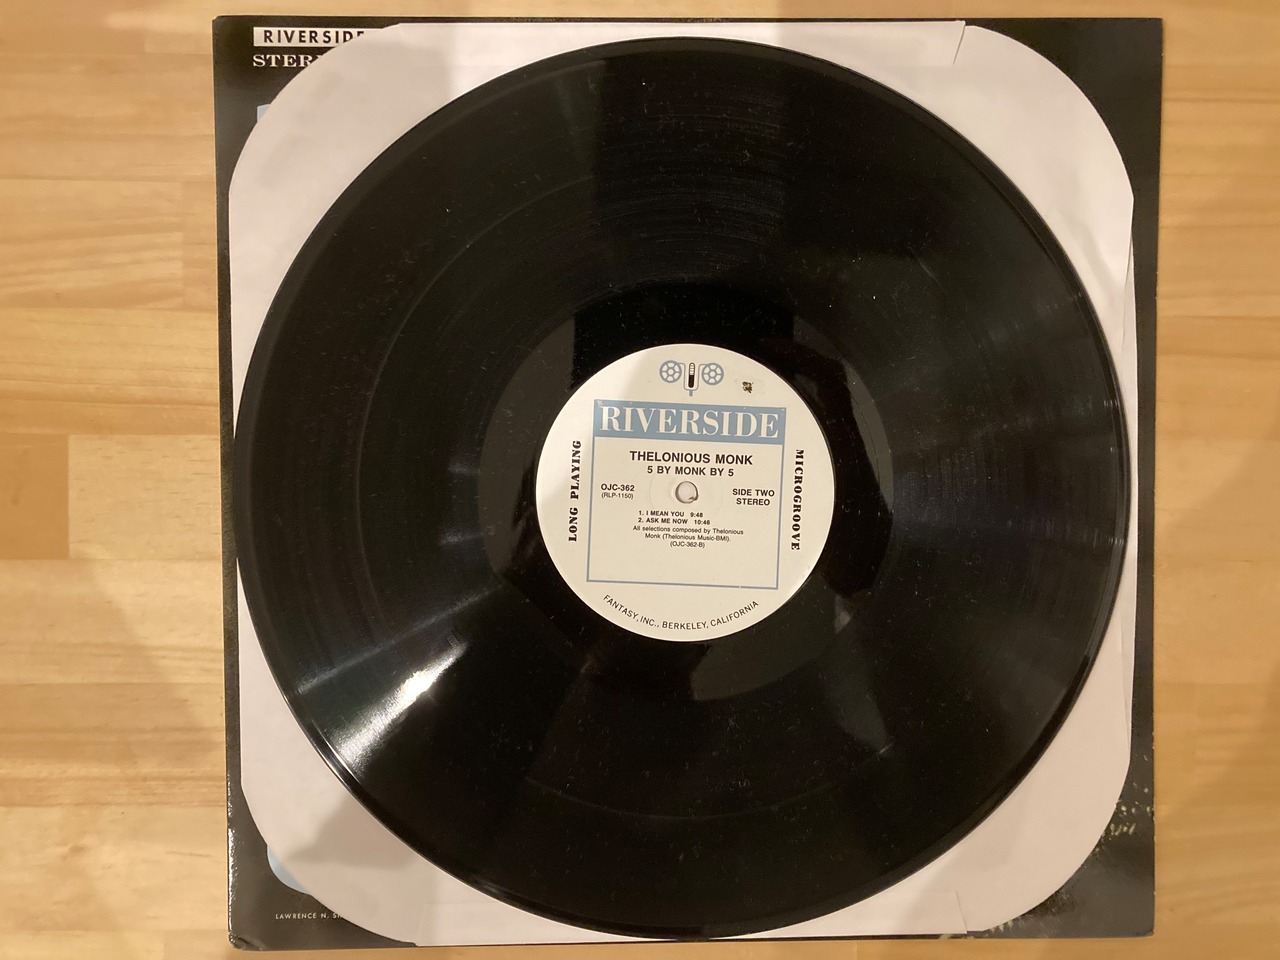 RIVERSIDE
STER
RIVERSIDE
THELONIOUS MONK
5 BY MONK BY 5
OJC-362
(RLP-1150)
SIDE TWO
STEREO
1. I MEAN YOU 9:48
2. ASK ME NOW 10:46
All selections composed by Thelonious
Monk (Thelonious Music-BMI).
(OJC-362-B)
LONG PLAYING
MICROGROOVE
FANTASY, INC., BERKELEY, CALIFORNIA
LAWRENCE N.